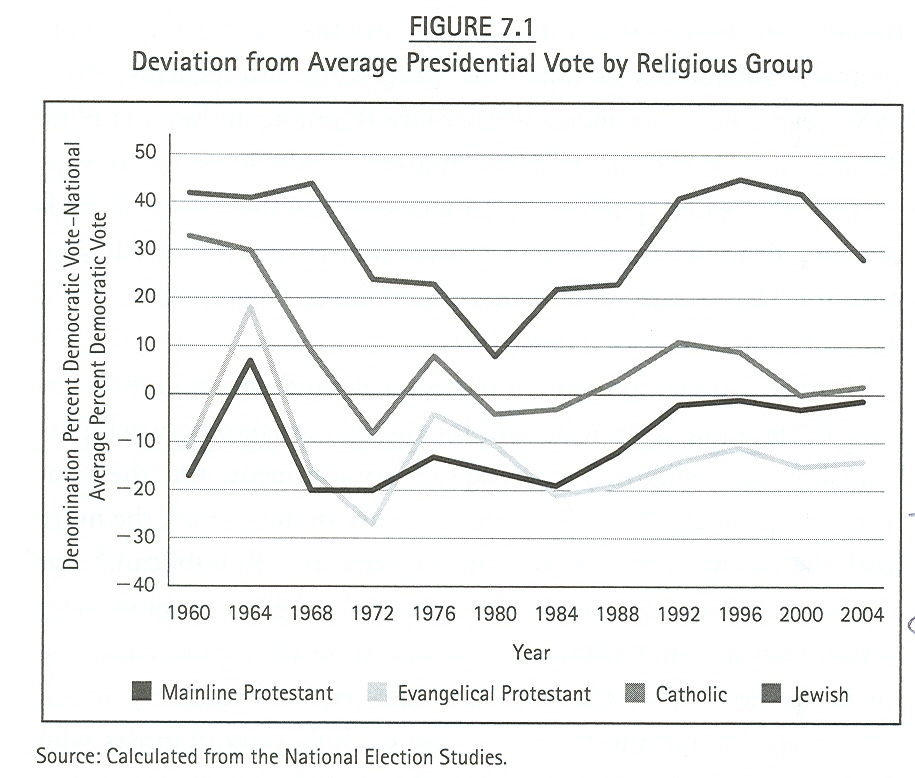 FIGURE 7.1
Deviation from Average Presidential Vote by Religious Group
Denomination Percent Democratic Vote–National
Average Percent Democratic Vote
50
40
30
20
10
0
−10
−20
−30
−40
1960 1964 1968 1972 1976 1980 1984 1988 1992 1996 2000 2004
Year
Mainline Protestant Evangelical Protestant Catholic Jewish
Source: Calculated from the National Election Studies.